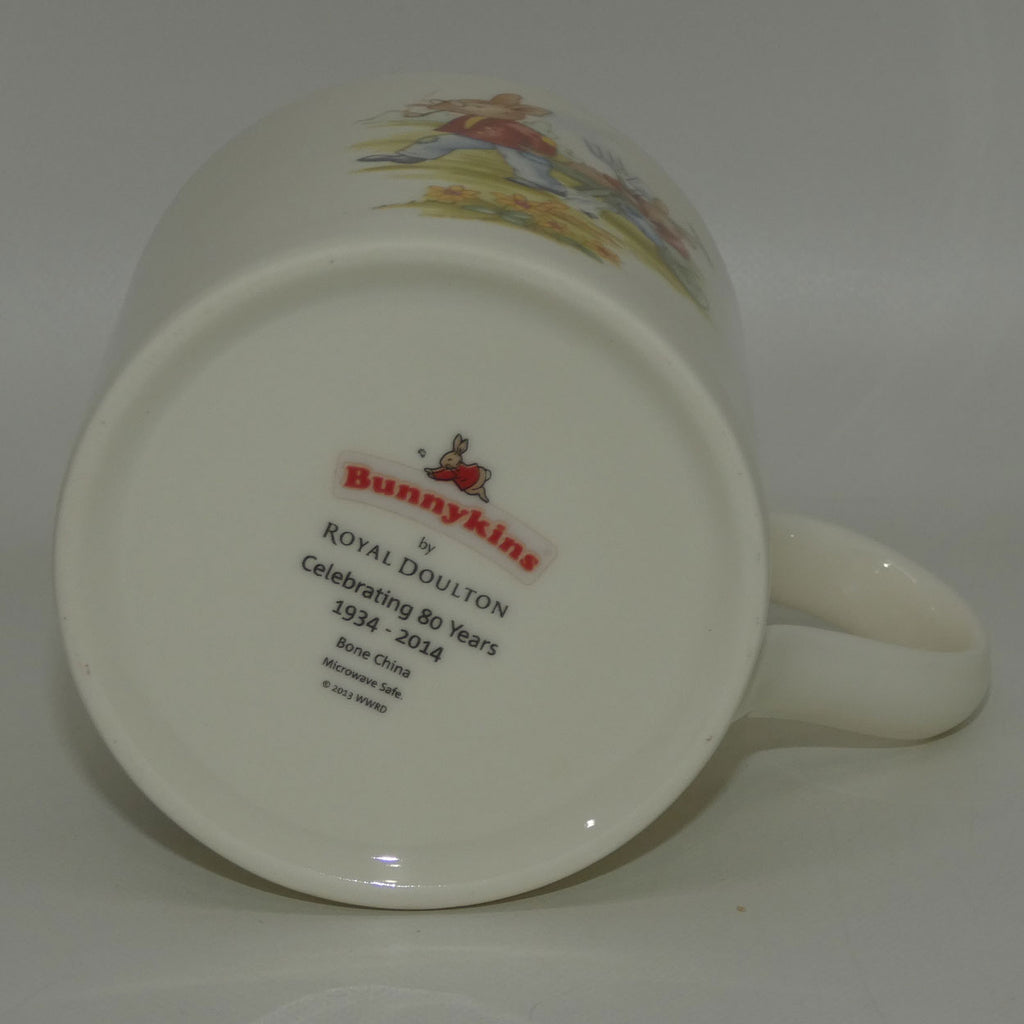 Bunnykins
by
ROYAL DOULTON
Celebrating 80 Years
1934 - 2014
Bone China
Microwave Safe.
© 2013 WWRD